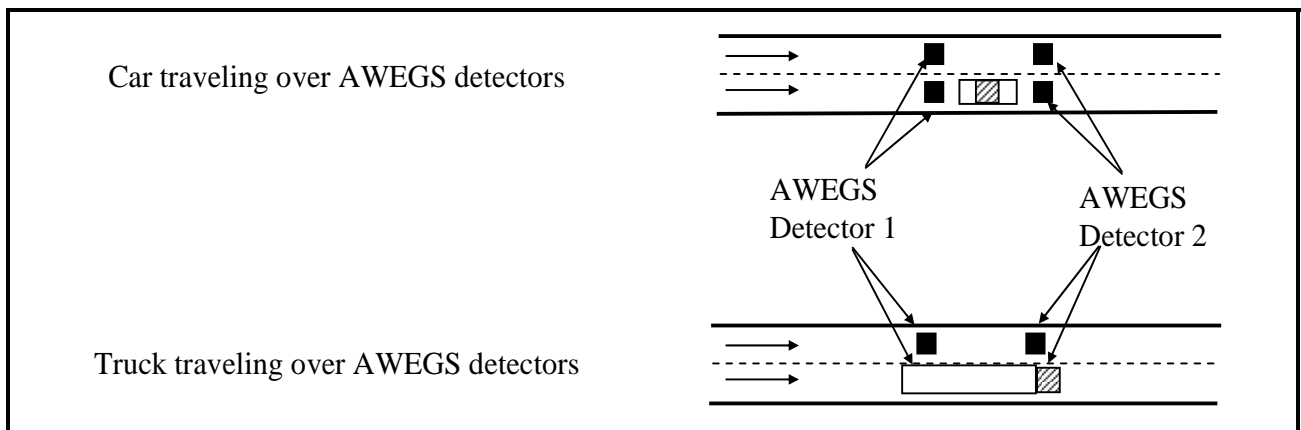 Car traveling over AWEGS detectors
AWEGS
Detector 1
AWEGS
Detector 2
Truck traveling over AWEGS detectors